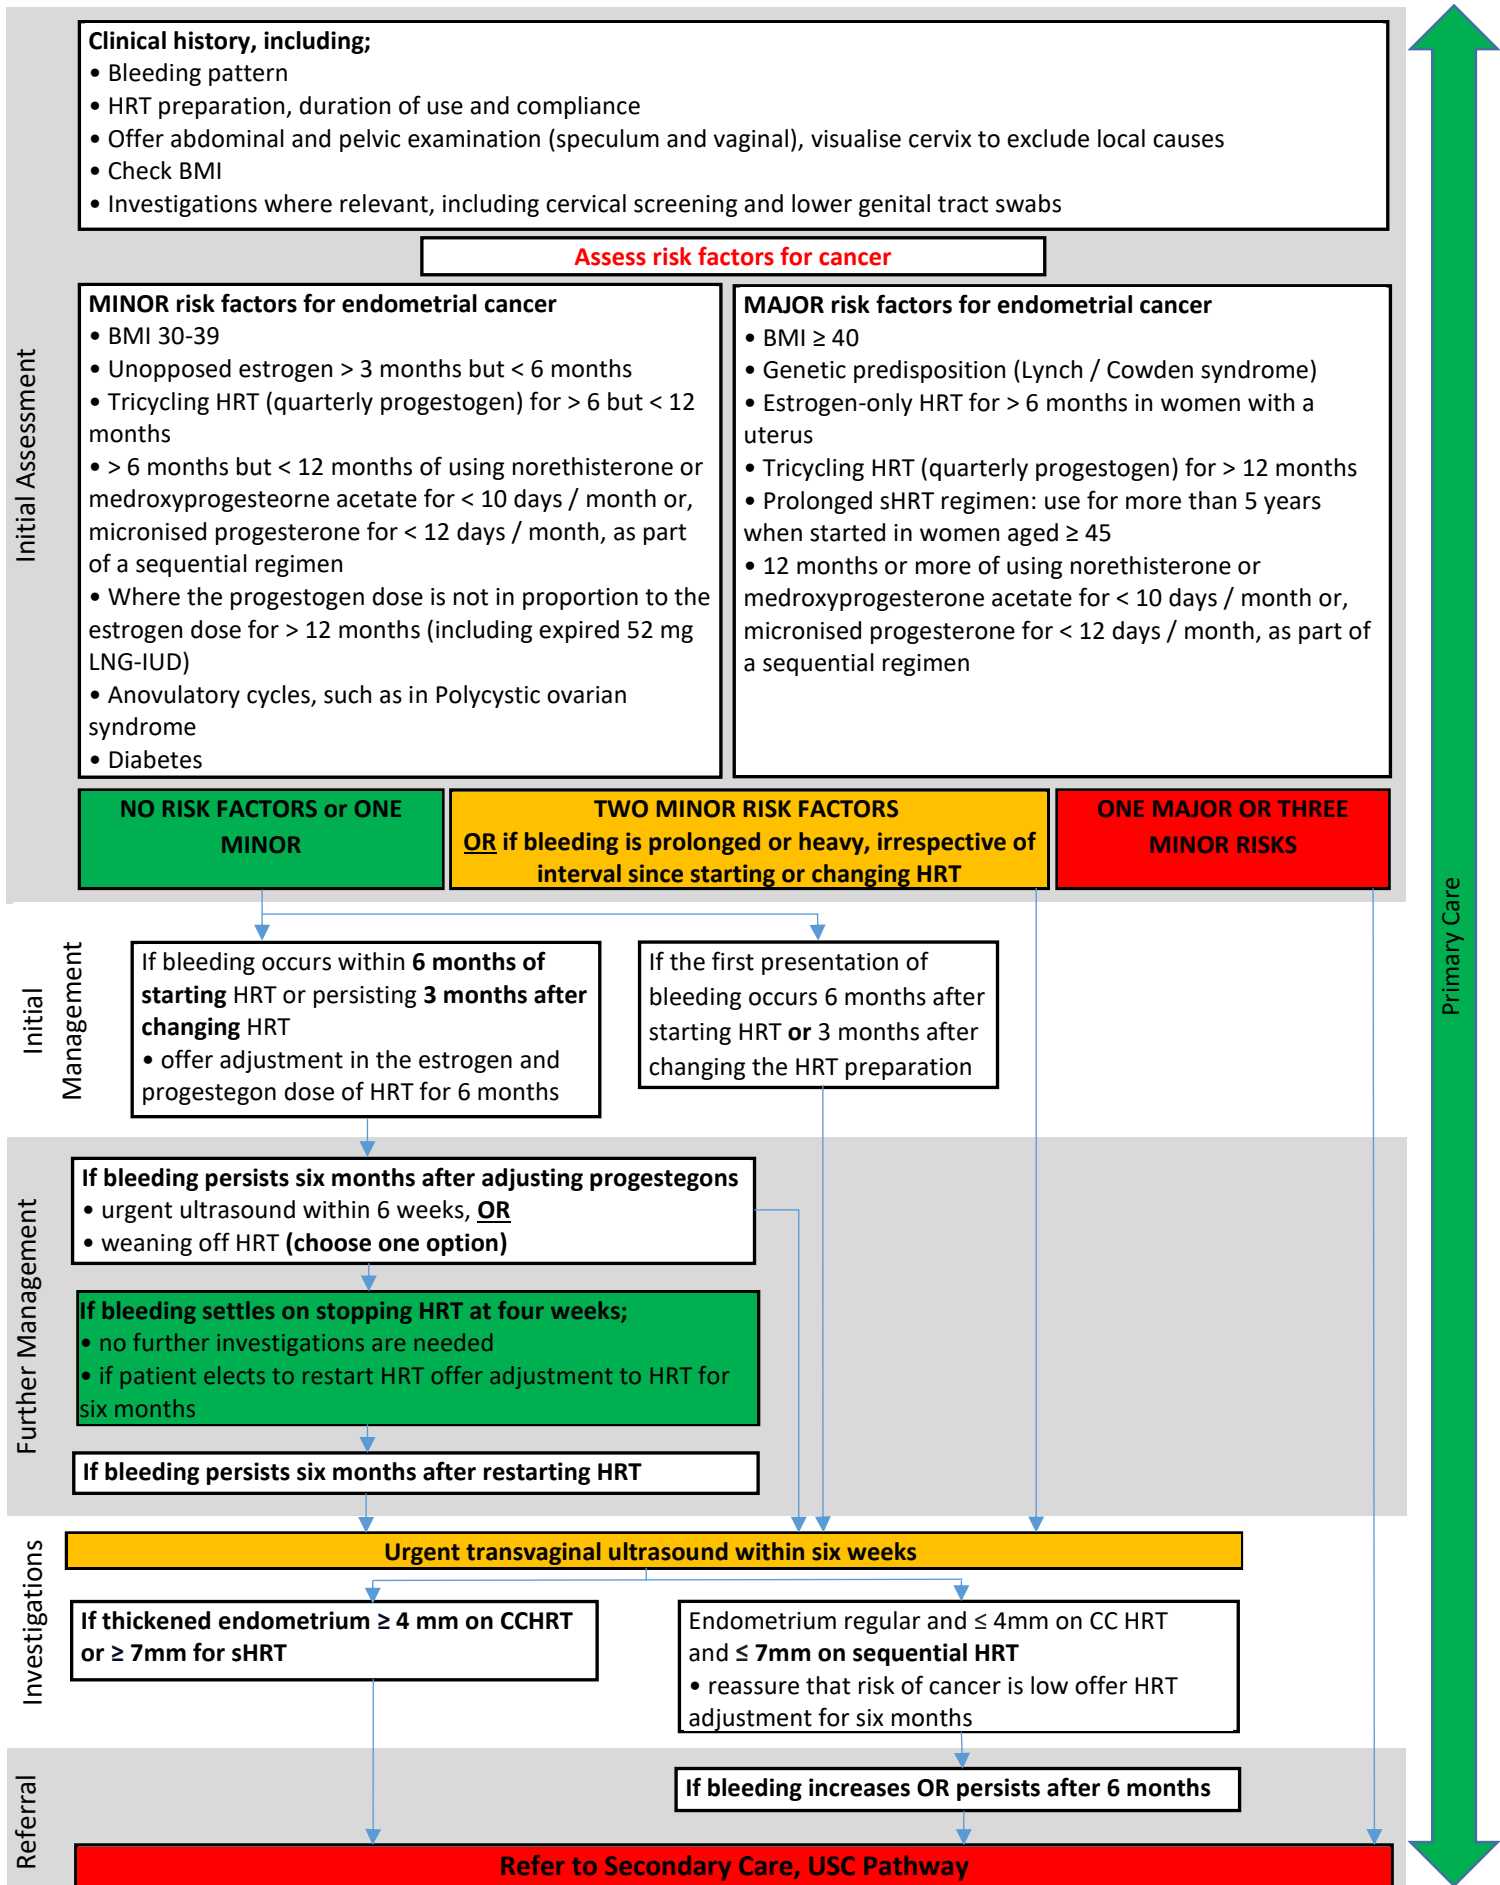 Clinical history, including;
• Bleeding pattern
• HRT preparation, duration of use and compliance
• Offer abdominal and pelvic examination (speculum and vaginal), visualise cervix to exclude local causes
• Check BMI
• Investigations where relevant, including cervical screening and lower genital tract swabs
Assess risk factors for cancer
Initial Assessment
MINOR risk factors for endometrial cancer
• BMI 30-39
• Unopposed estrogen > 3 months but < 6 months
• Tricycling HRT (quarterly progestogen) for > 6 but < 12
months
• > 6 months but < 12 months of using norethisterone or
medroxyprogesteorne acetate for < 10 days / month or,
micronised progesterone for < 12 days / month, as part
of a sequential regimen
• Where the progestogen dose is not in proportion to the
estrogen dose for > 12 months (including expired 52 mg
LNG-IUD)
• Anovulatory cycles, such as in Polycystic ovarian
syndrome
• Diabetes
MAJOR risk factors for endometrial cancer
• BMI ≥ 40
• Genetic predisposition (Lynch / Cowden syndrome)
• Estrogen-only HRT for > 6 months in women with a
uterus
• Tricycling HRT (quarterly progestogen) for > 12 months
• Prolonged sHRT regimen: use for more than 5 years
when started in women aged ≥ 45
• 12 months or more of using norethisterone or
medroxyprogesterone acetate for < 10 days / month or,
micronised progesterone for < 12 days / month, as part of
a sequential regimen
NO RISK FACTORS or ONE
MINOR
TWO MINOR RISK FACTORS
OR if bleeding is prolonged or heavy, irrespective of
interval since starting or changing HRT
ONE MAJOR OR THREE
MINOR RISKS
Primary Care
Initial
Management
If bleeding occurs within 6 months of
starting HRT or persisting 3 months after
changing HRT
• offer adjustment in the estrogen and
progestegon dose of HRT for 6 months
If the first presentation of
bleeding occurs 6 months after
starting HRT or 3 months after
changing the HRT preparation
Further Management
If bleeding persists six months after adjusting progestegons
• urgent ultrasound within 6 weeks, OR
• weaning off HRT (choose one option)
If bleeding settles on stopping HRT at four weeks;
• no further investigations are needed
• if patient elects to restart HRT offer adjustment to HRT for
six months
If bleeding persists six months after restarting HRT
Investigations
Urgent transvaginal ultrasound within six weeks
If thickened endometrium ≥ 4 mm on CCHRT
or ≥ 7mm for sHRT
Endometrium regular and ≤ 4mm on CC HRT
and ≤ 7mm on sequential HRT
• reassure that risk of cancer is low offer HRT
adjustment for six months
Referral
If bleeding increases OR persists after 6 months
Refer to Secondary Care, USC Pathway